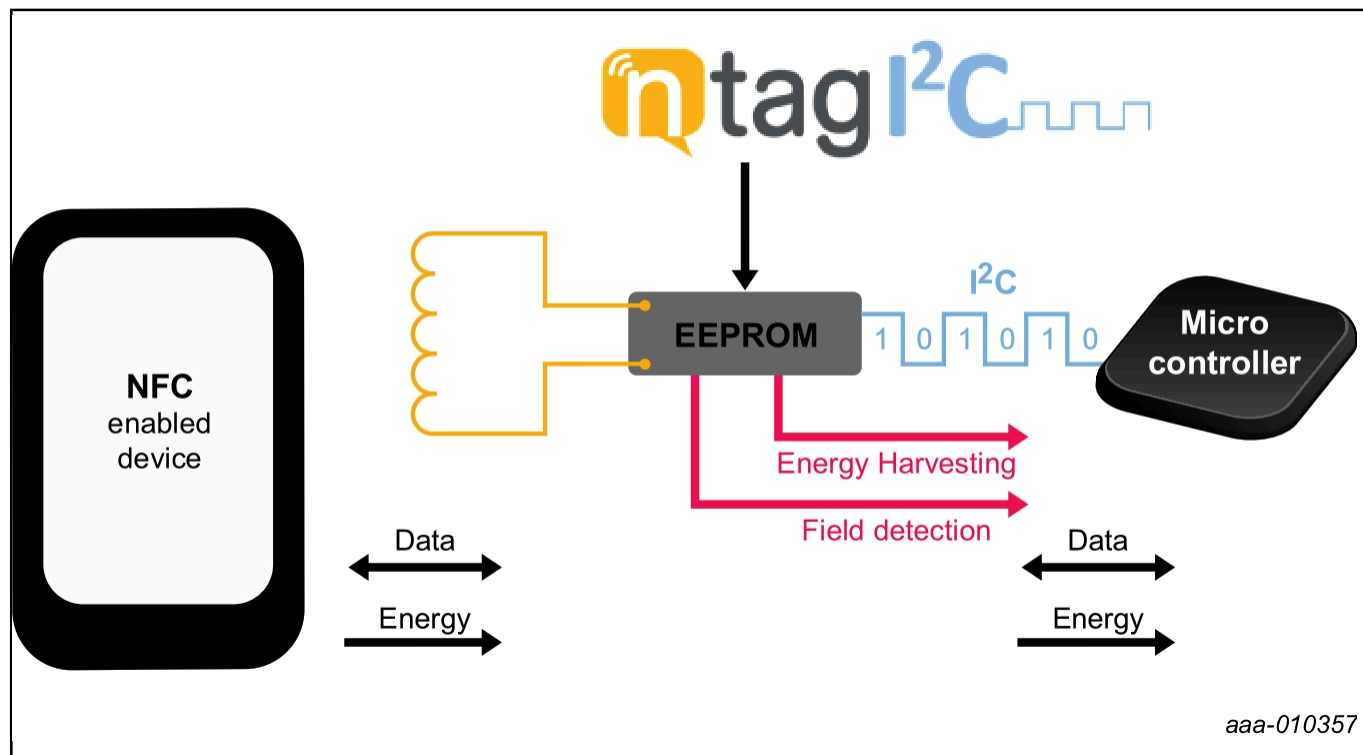 ntag I²C
NFC
enabled
device
EEPROM
I²C
1 0 1 0 1 0
Micro
controller
Energy Harvesting
Field detection
Data
Energy
Data
Energy
aaa-010357